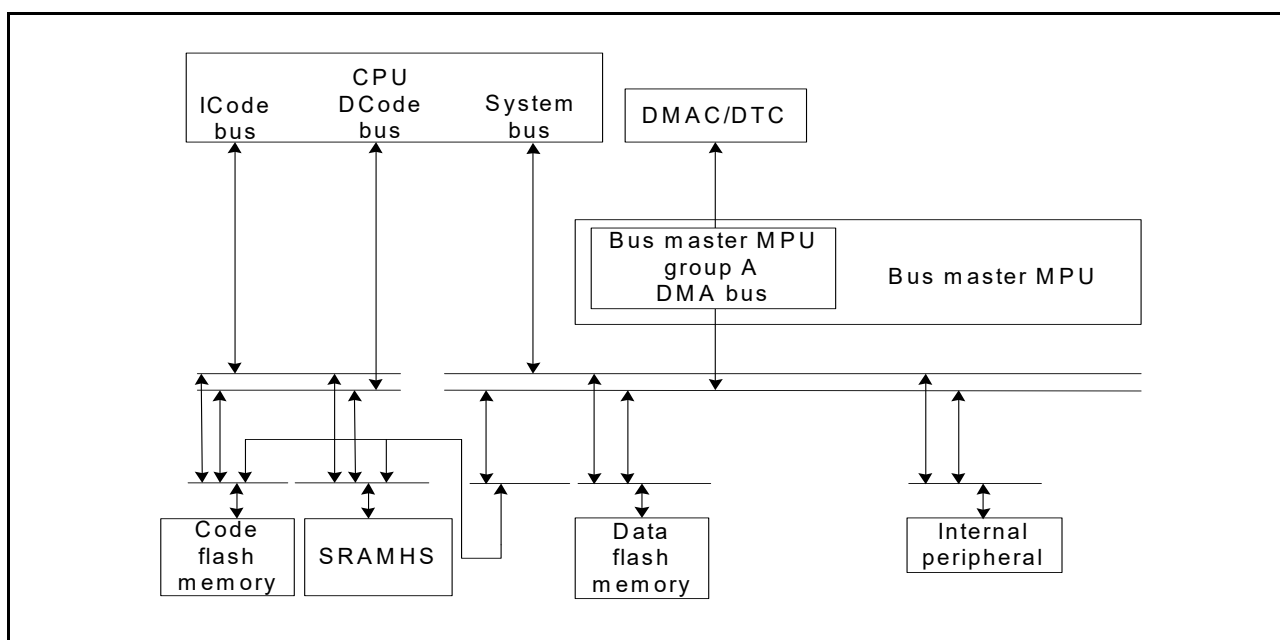 CPU
ICode
bus
DCode
bus
System
bus
DMAC/DTC
Bus master MPU
group A
DMA bus
Bus master MPU
Code
flash
memory
SRAMHS
Data
flash
memory
Internal
peripheral